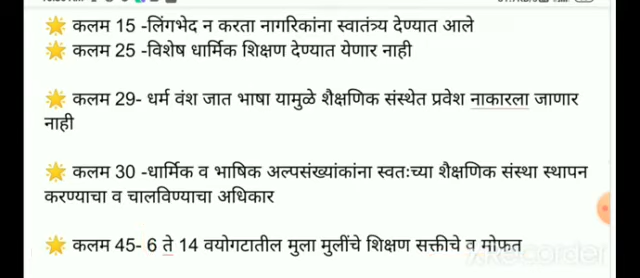 🌟 कलम 15 -लिंगभेद न करता नागरिकांना स्वातंत्र्य देण्यात आले
🌟 कलम 25 -विशेष धार्मिक शिक्षण देण्यात येणार नाही
🌟 कलम 29- धर्म वंश जात भाषा यामुळे शैक्षणिक संस्थेत प्रवेश नाकारला जाणार
नाही
🌟 कलम 30 -धार्मिक व भाषिक अल्पसंख्यांकांना स्वतःच्या शैक्षणिक संस्था स्थापन
करण्याचा व चालविण्याचा अधिकार
🌟 कलम 45- 6 ते 14 वयोगटातील मुला मुलींचे शिक्षण सक्तीचे व मोफत